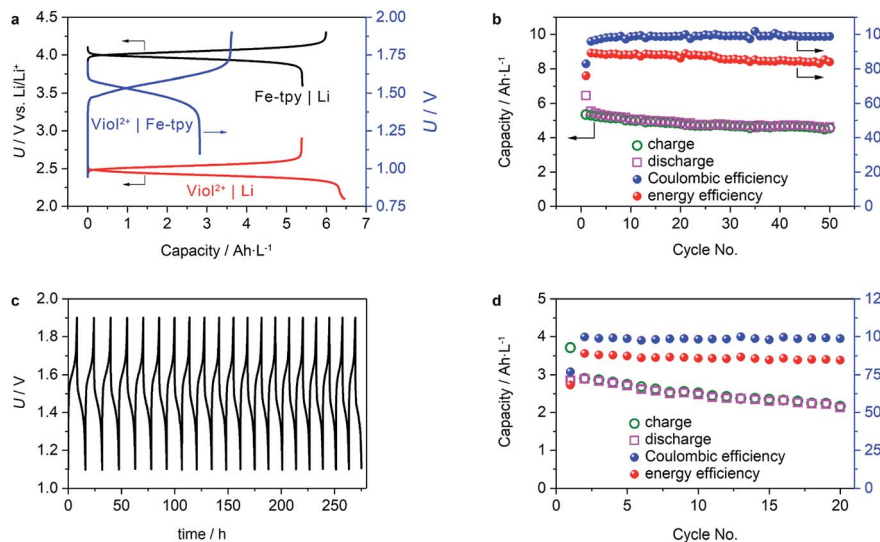 a
4.5
4.0
3.5
3.0
2.5
2.0
U / V vs. Li/Li⁺
2.00
1.75
1.50
1.25
1.00
0.75
U / V
Fe-tpy | Li
Viol²⁺ | Fe-tpy
Viol²⁺ | Li
0 1 2 3 4 5 6 7
Capacity / Ah·L⁻¹
b
10
8
6
4
2
0
Capacity / Ah·L⁻¹
80
60
40
20
0
charge
discharge
Coulombic efficiency
energy efficiency
0 10 20 30 40 50
Cycle No.
c
2.0
1.8
1.6
1.4
1.2
1.0
U / V
0 50 100 150 200 250
time / h
d
5
4
3
2
1
0
Capacity / Ah·L⁻¹
75
50
25
0
charge
discharge
Coulombic efficiency
energy efficiency
0 5 10 15 20
Cycle No.